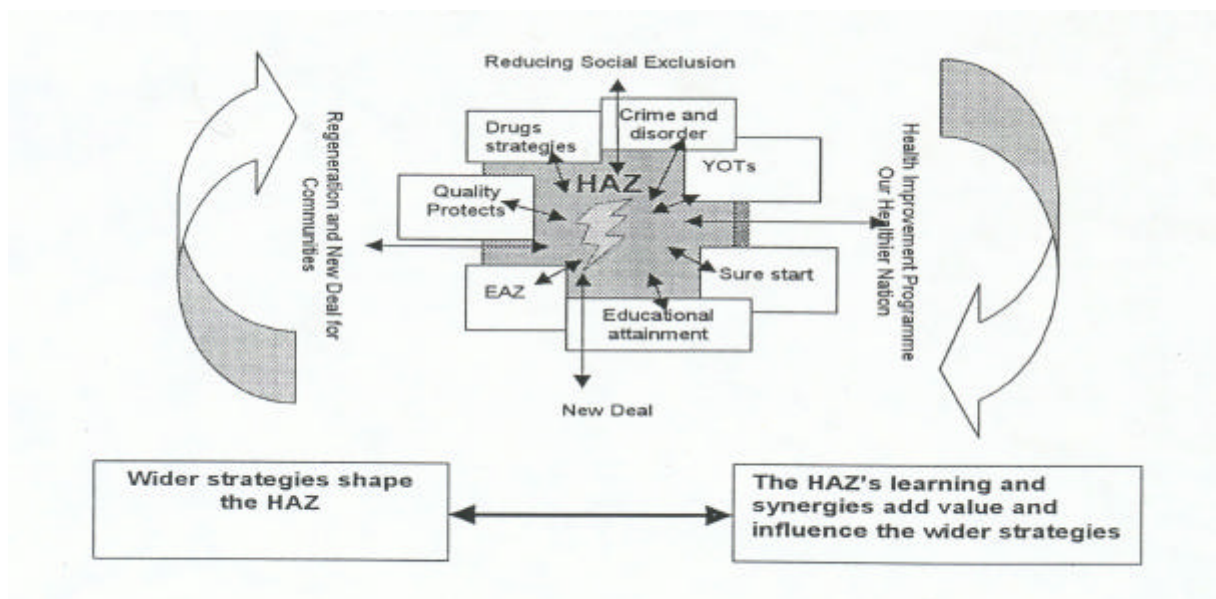 Reducing Social Exclusion
Crime and
disorder
Drugs
strategies
YOTs
HAZ
Quality
Protects
Regeneration and New Deal for
Communities
Health Improvement Programme
Our Healthier Nation
Sure start
EAZ
Educational
attainment
New Deal
Wider strategies shape
the HAZ
The HAZ's learning and
synergies add value and
influence the wider strategies